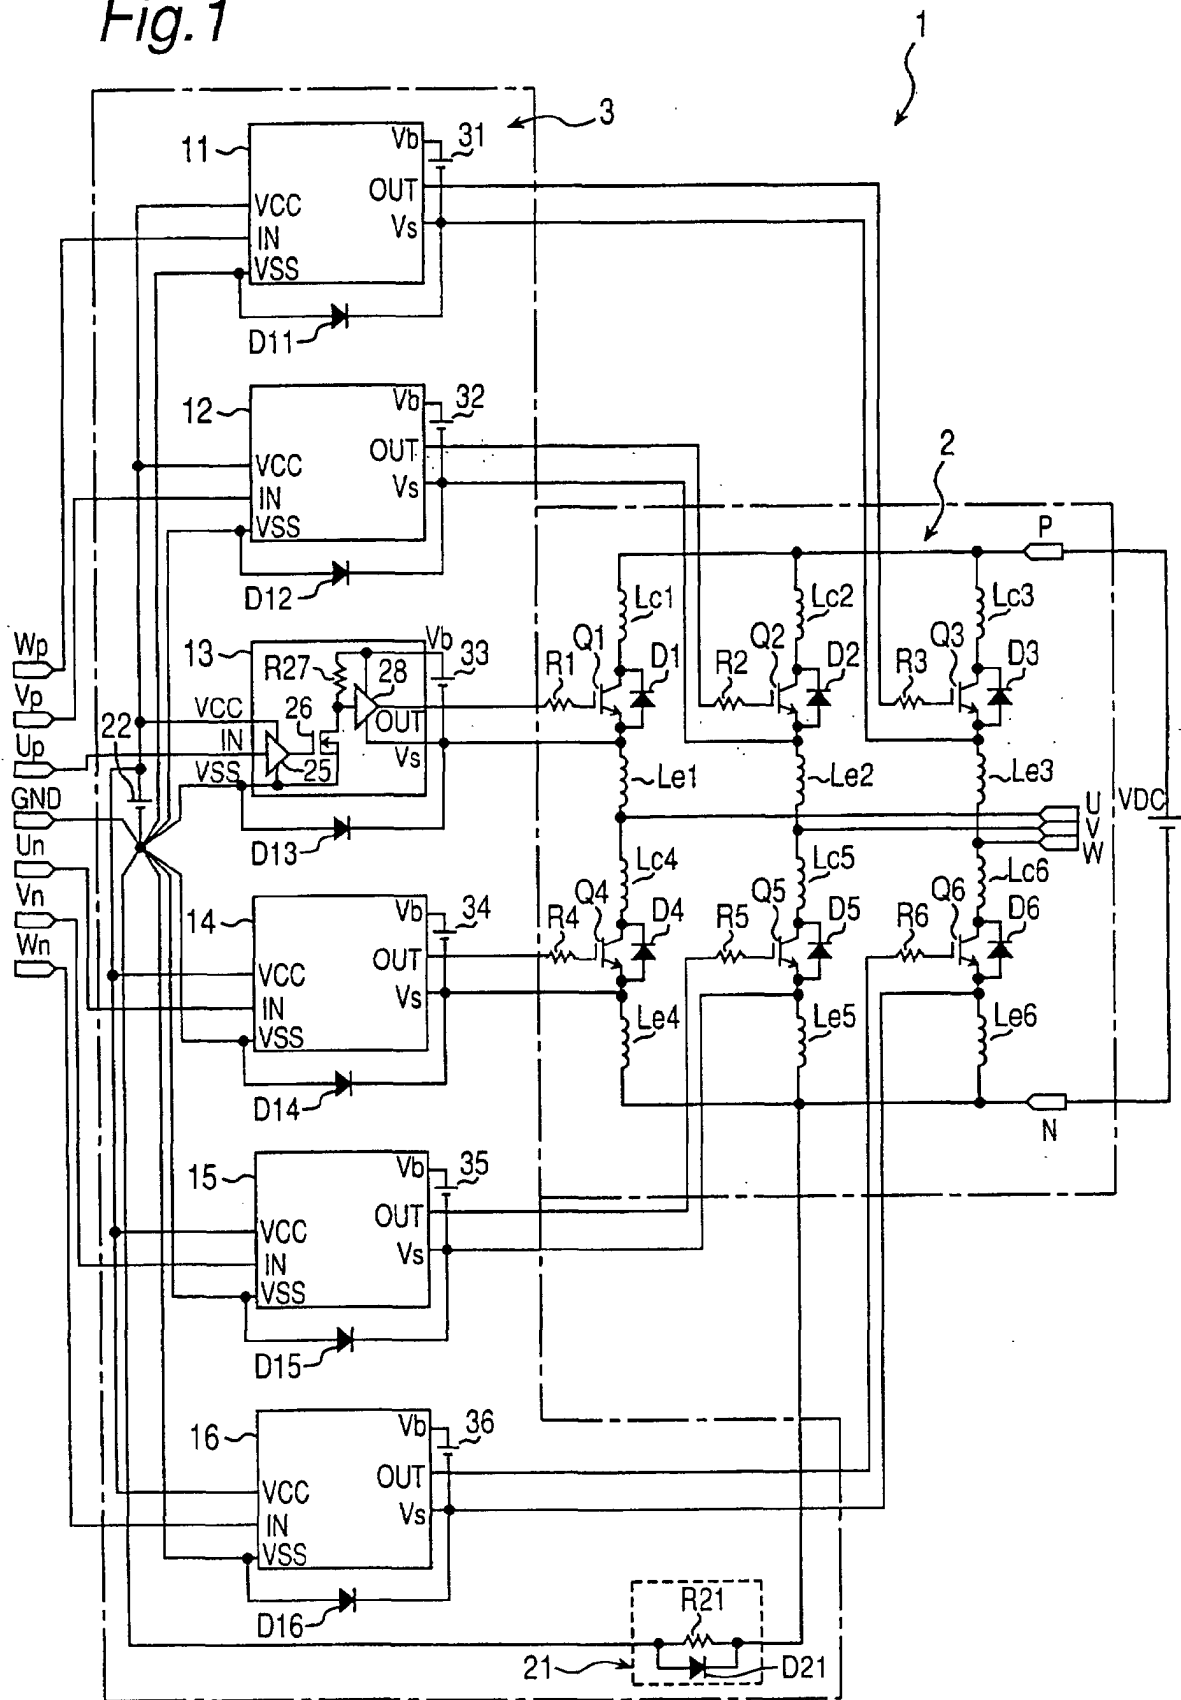 Fig.1
1
3
11
Vb
31
OUT
VCC
Vs
IN
VSS
D11
12
Vb
32
OUT
VCC
Vs
IN
VSS
D12
2
P
Lc1
Lc2
Lc3
Wp
13
R27
28
Vb
33
R1
Q1
D1
R2
Q2
D2
R3
Q3
D3
Vp
22
VCC
26
OUT
Up
IN
Vs
VSS
25
Le1
Le2
Le3
GND
U
VDC
V
D13
W
Un
Lc4
Lc5
Lc6
Vn
14
Vb
34
R4
Q4
D4
R5
Q5
D5
R6
Q6
D6
Wn
OUT
VCC
Vs
IN
VSS
Le4
Le5
Le6
D14
N
15
Vb
35
OUT
VCC
Vs
IN
VSS
D15
16
Vb
36
OUT
VCC
Vs
IN
VSS
D16
R21
21
D21